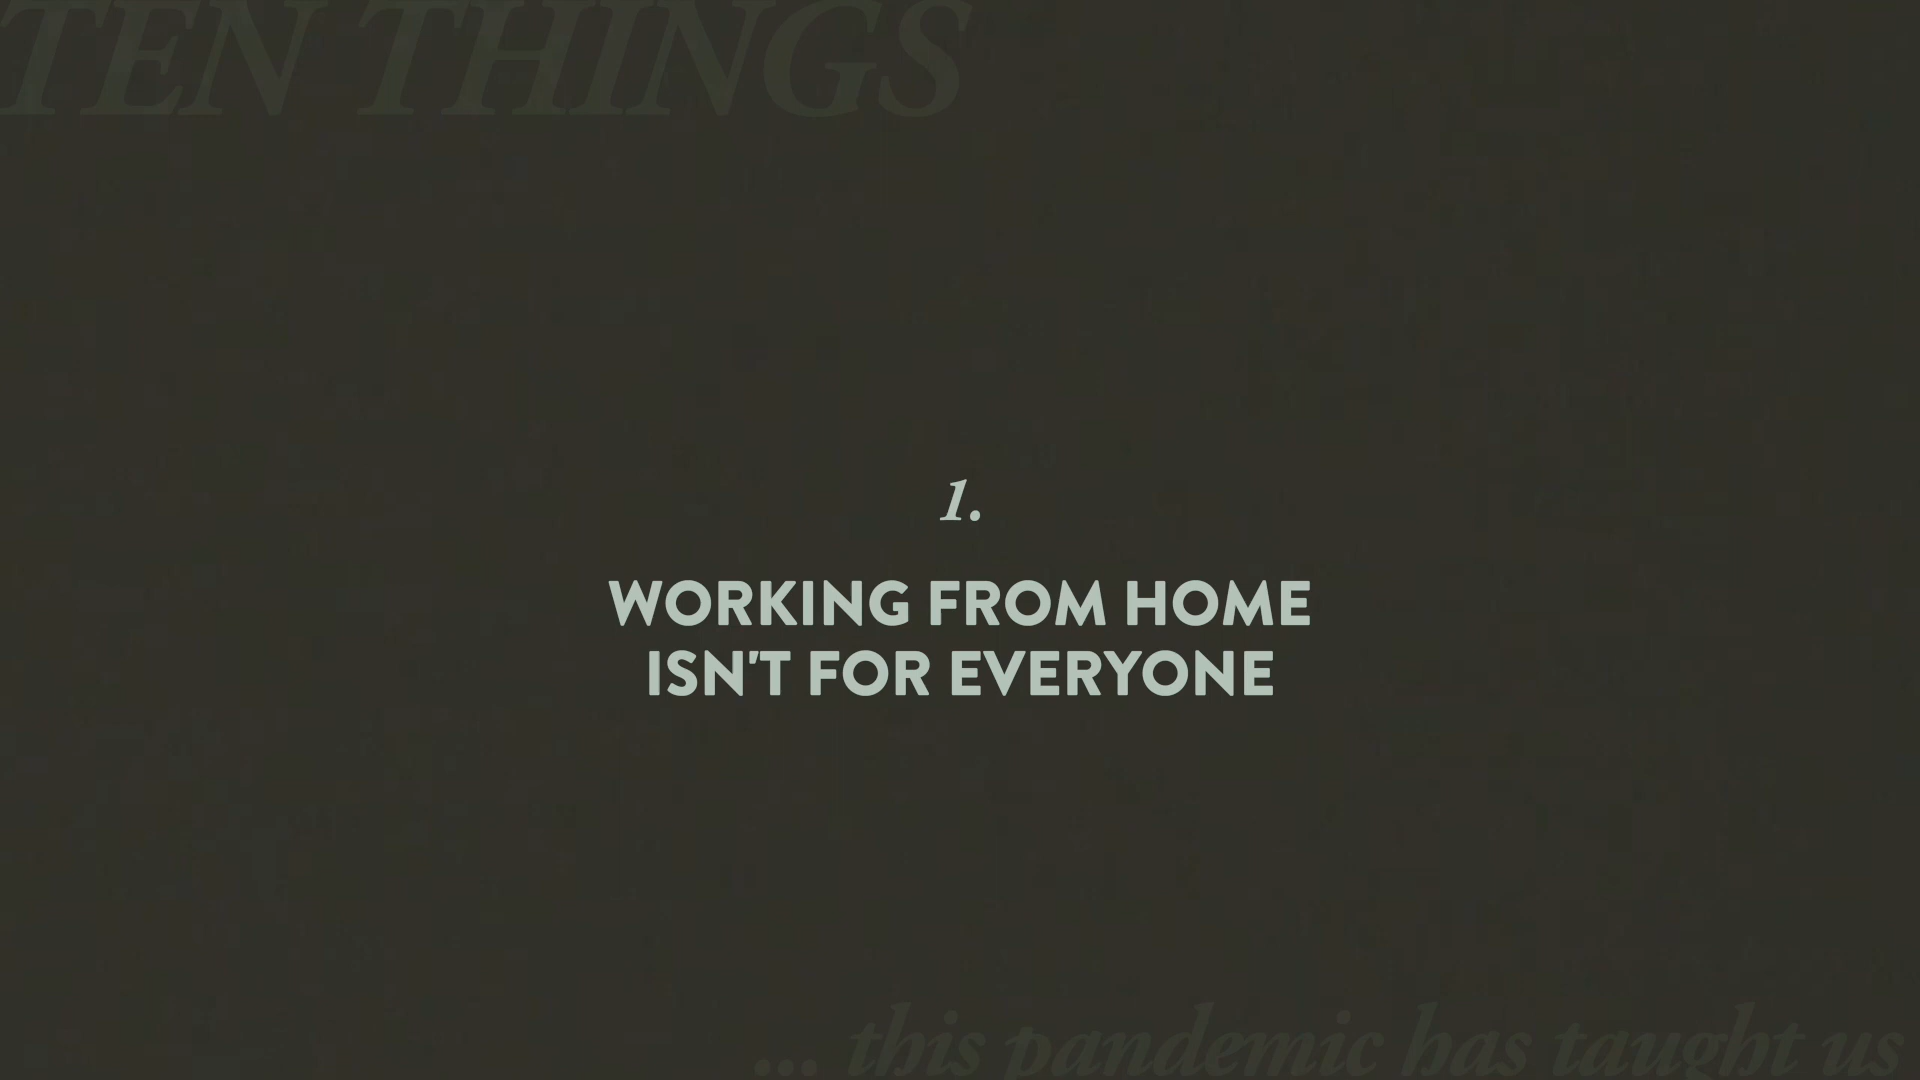 TEN THINGS
1.
WORKING FROM HOME
ISN'T FOR EVERYONE
... this pandemic has taught us